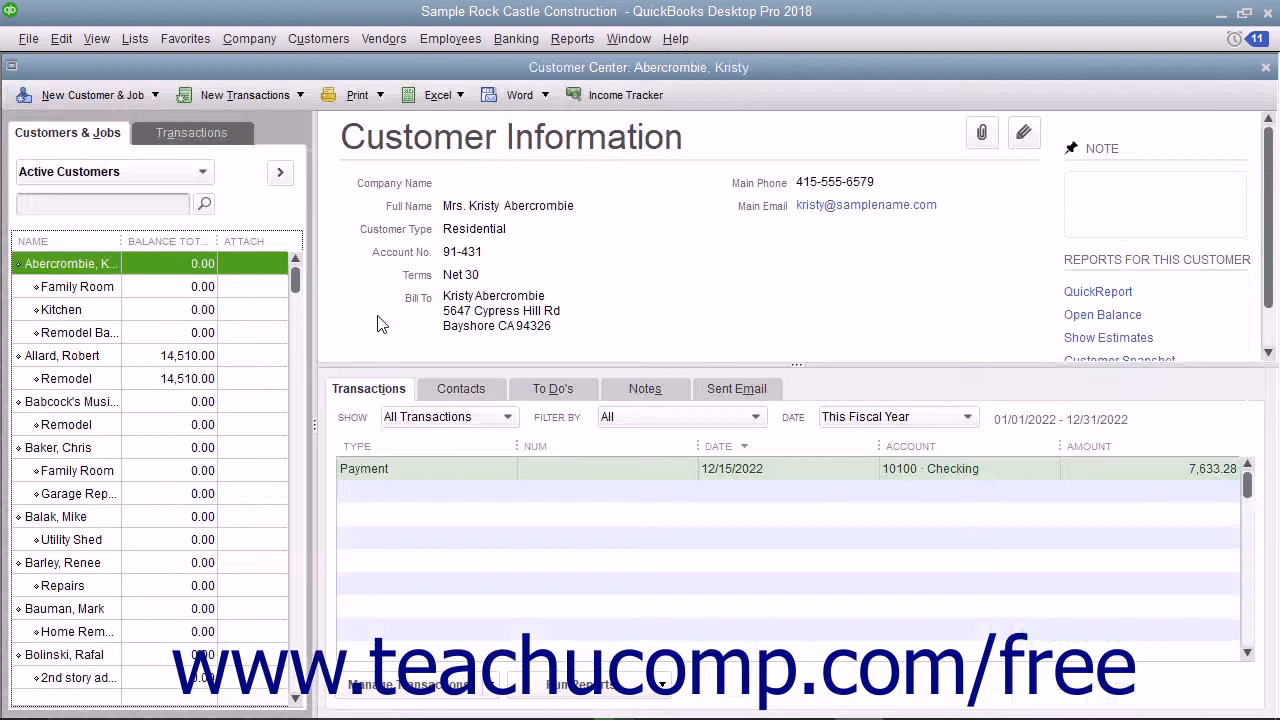 Sample Rock Castle Construction - QuickBooks Desktop Pro 2018
File Edit View Lists Favorites Company Customers Vendors Employees Banking Reports Window Help 11
Customer Center: Abercrombie, Kristy
New Customer & Job New Transactions Print Excel Word Income Tracker
Customers & Jobs Transactions
Active Customers
NAME BALANCE TOT... ATTACH
Abercrombie, K... 0.00
Family Room 0.00
Kitchen 0.00
Remodel Ba... 0.00
Allard, Robert 14,510.00
Remodel 14,510.00
Babcock's Musi... 0.00
Remodel 0.00
Baker, Chris 0.00
Family Room 0.00
Garage Rep... 0.00
Balak, Mike 0.00
Utility Shed 0.00
Barley, Renee 0.00
Repairs 0.00
Bauman, Mark 0.00
Home Rem... 0.00
Bolinski, Rafal 0.00
2nd story ad... 0.00
Customer Information
Company Name
Full Name Mrs. Kristy Abercrombie
Customer Type Residential
Account No. 91-431
Terms Net 30
Bill To Kristy Abercrombie
5647 Cypress Hill Rd
Bayshore CA 94326
Main Phone 415-555-6579
Main Email kristy@samplename.com
NOTE
REPORTS FOR THIS CUSTOMER
QuickReport
Open Balance
Show Estimates
Customer Snapshot
Transactions Contacts To Do's Notes Sent Email
SHOW All Transactions FILTER BY All DATE This Fiscal Year 01/01/2022 - 12/31/2022
TYPE NUM DATE ACCOUNT AMOUNT
Payment 12/15/2022 10100 · Checking 7,633.28
Manage Transactions Run Reports
www.teachucomp.com/free